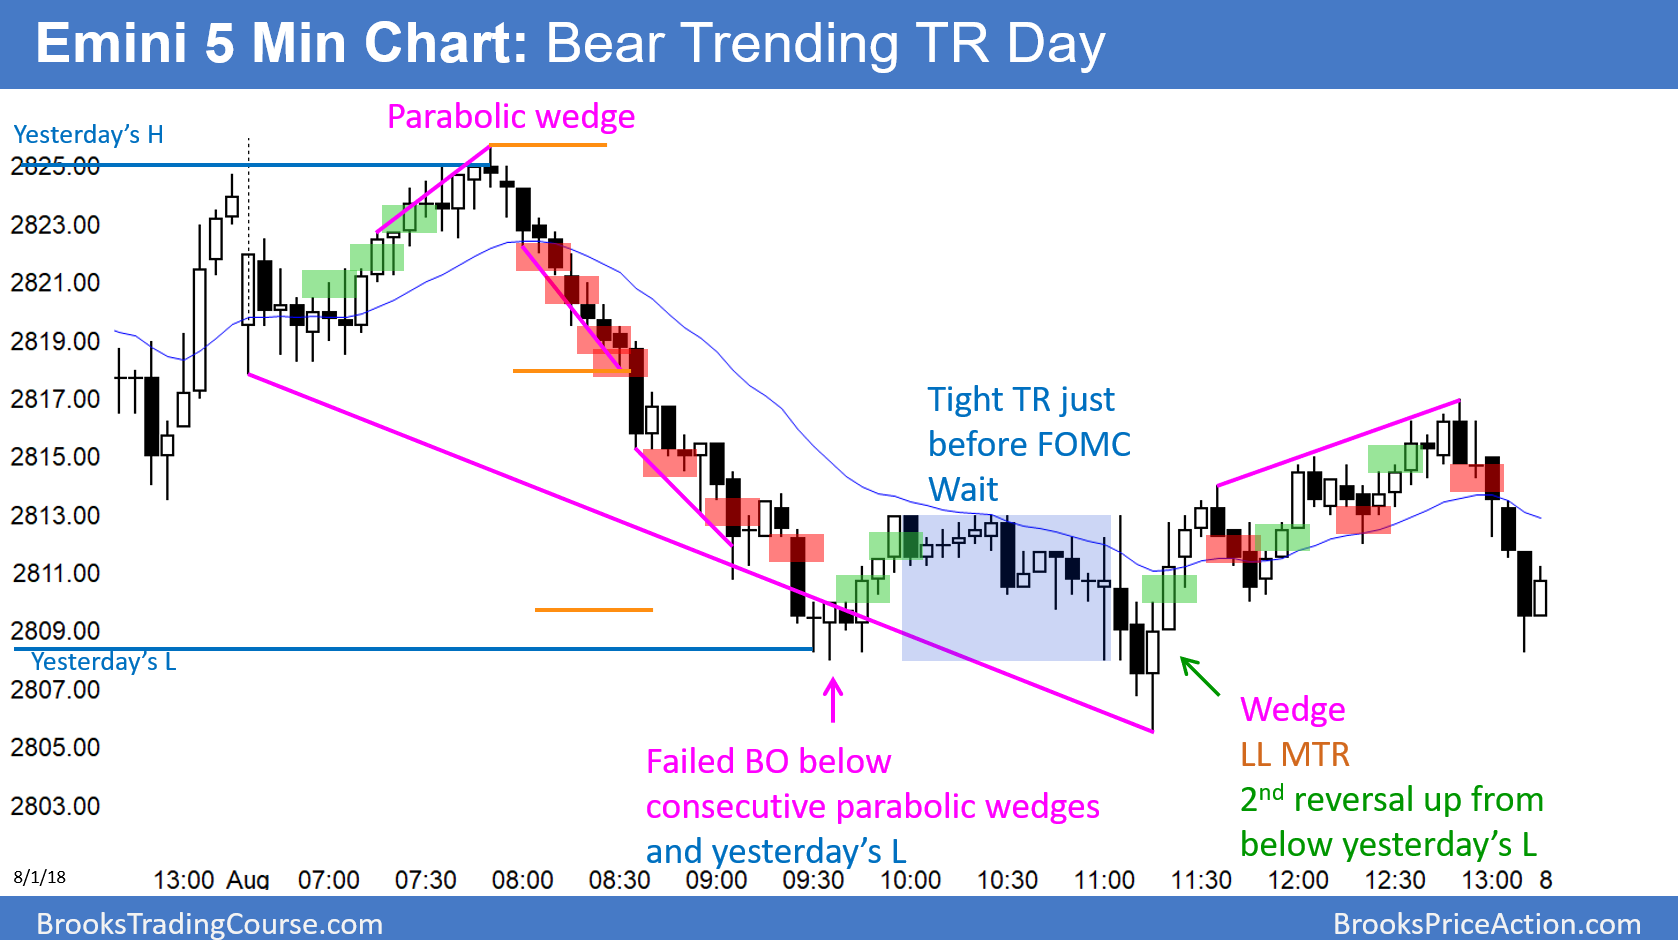 Emini 5 Min Chart: Bear Trending TR Day
Parabolic wedge
Yesterday's H
2825.00
2823.00
2821.00
2819.00
2817.00
2815.00
2813.00
2811.00
2809.00
Yesterday's L
2807.00
2805.00
2803.00
Tight TR just
before FOMC
Wait
Failed BO below
consecutive parabolic wedges
and yesterday's L
Wedge
LL MTR
2nd reversal up from
below yesterday's L
8/1/18
13:00 Aug 07:00 07:30 08:00 08:30 09:00 09:30 10:00 10:30 11:00 11:30 12:00 12:30 13:00 8
BrooksTradingCourse.com
BrooksPriceAction.com